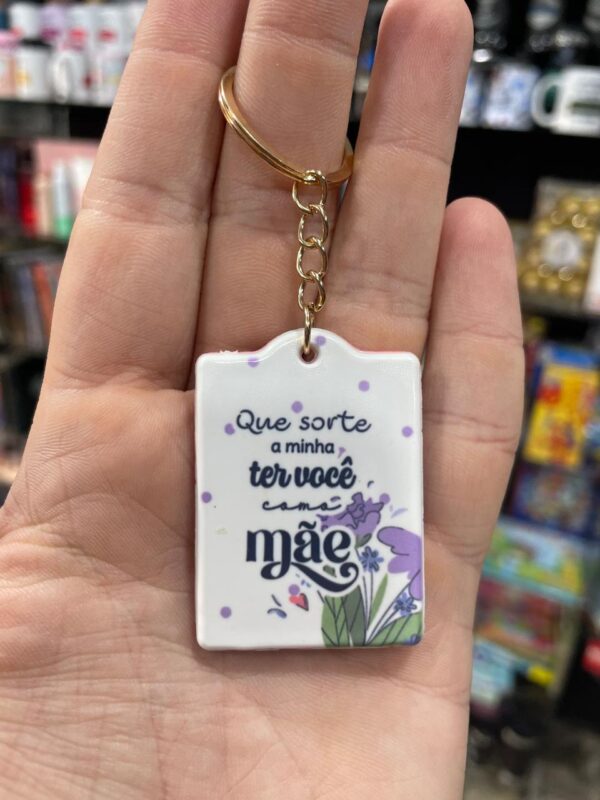 Que sorte
a minha
ter você
como
mãe